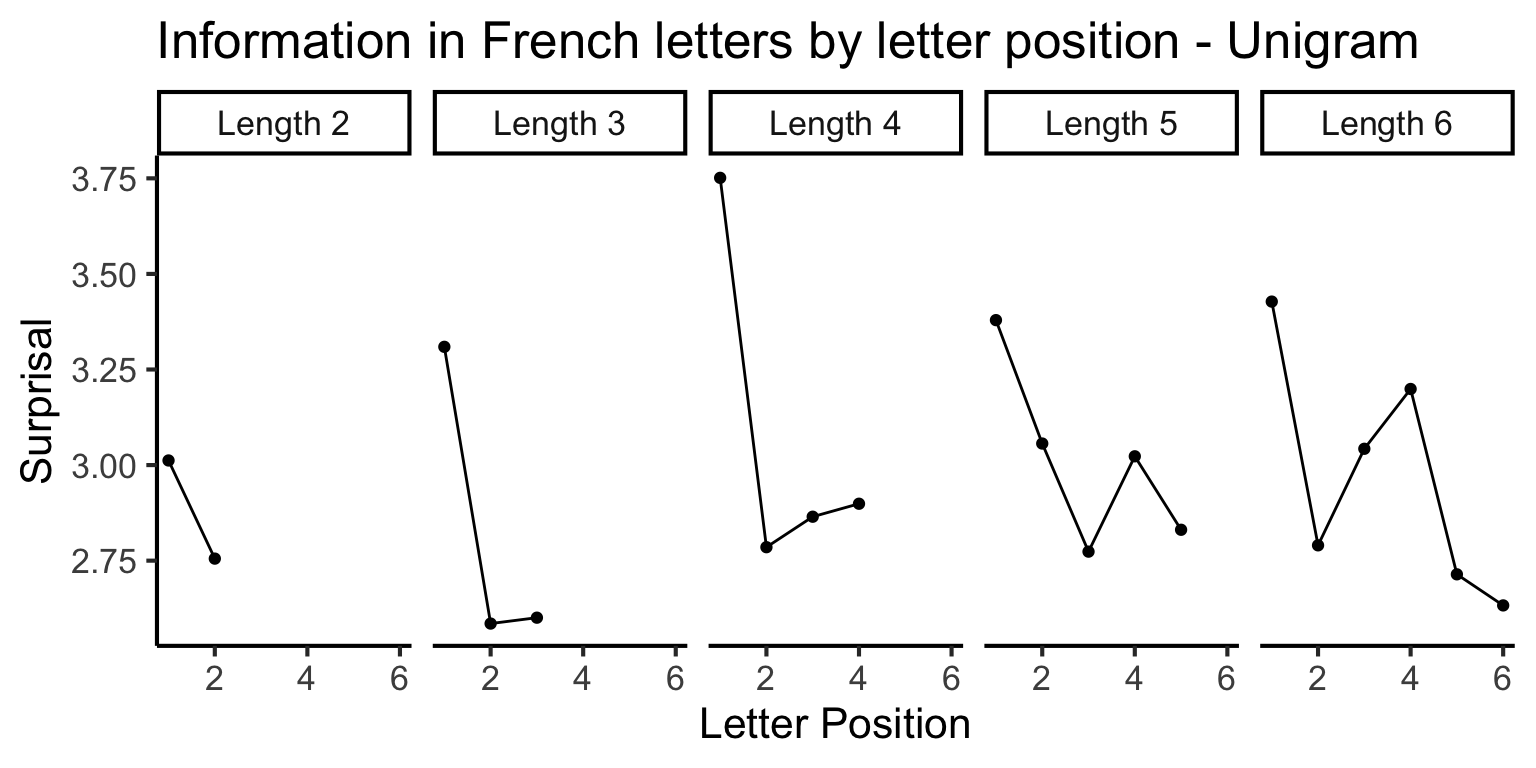 Information in French letters by letter position - Unigram
Length 2 Length 3 Length 4 Length 5 Length 6
3.75
3.50
3.25
3.00
2.75
Surprisal
2 4 6 2 4 6 2 4 6 2 4 6 2 4 6
Letter Position